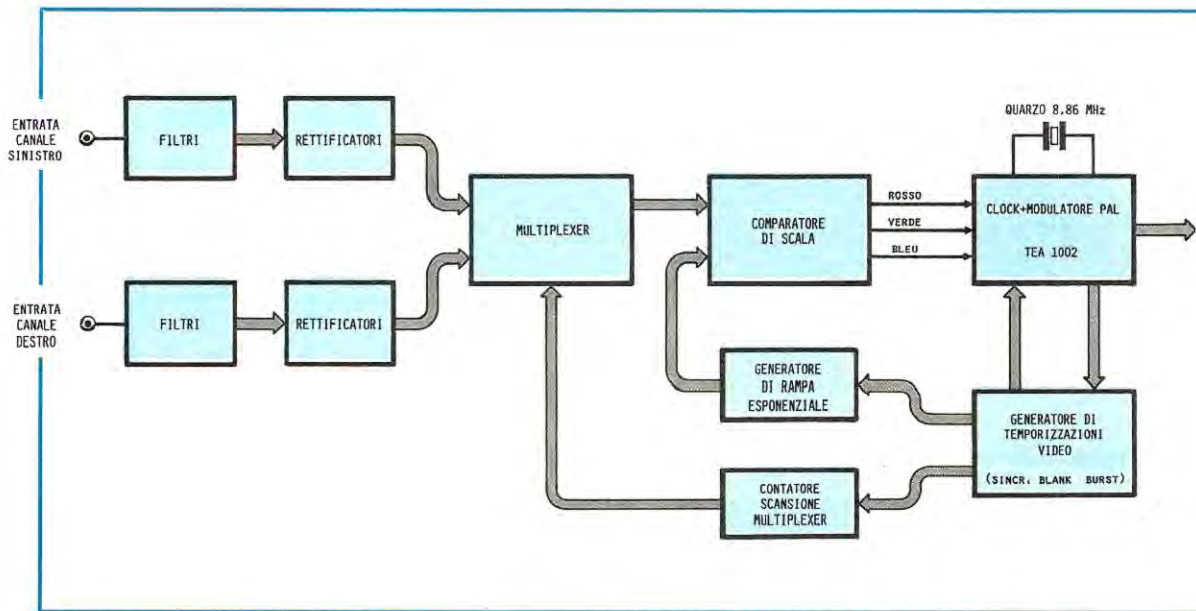 ENTRATA
CANALE
SINISTRO
FILTRI
RETTIFICATORI
ENTRATA
CANALE
DESTRO
FILTRI
RETTIFICATORI
MULTIPLEXER
COMPARATORE
DI SCALA
ROSSO
VERDE
BLEU
QUARZO 8.86 MHz
CLOCK+MODULATORE PAL
TEA 1002
GENERATORE
DI RAMPA
ESPONENZIALE
GENERATORE DI
TEMPORIZZAZIONI
VIDEO
(SINCR. BLANK BURST)
CONTATORE
SCANSIONE
MULTIPLEXER